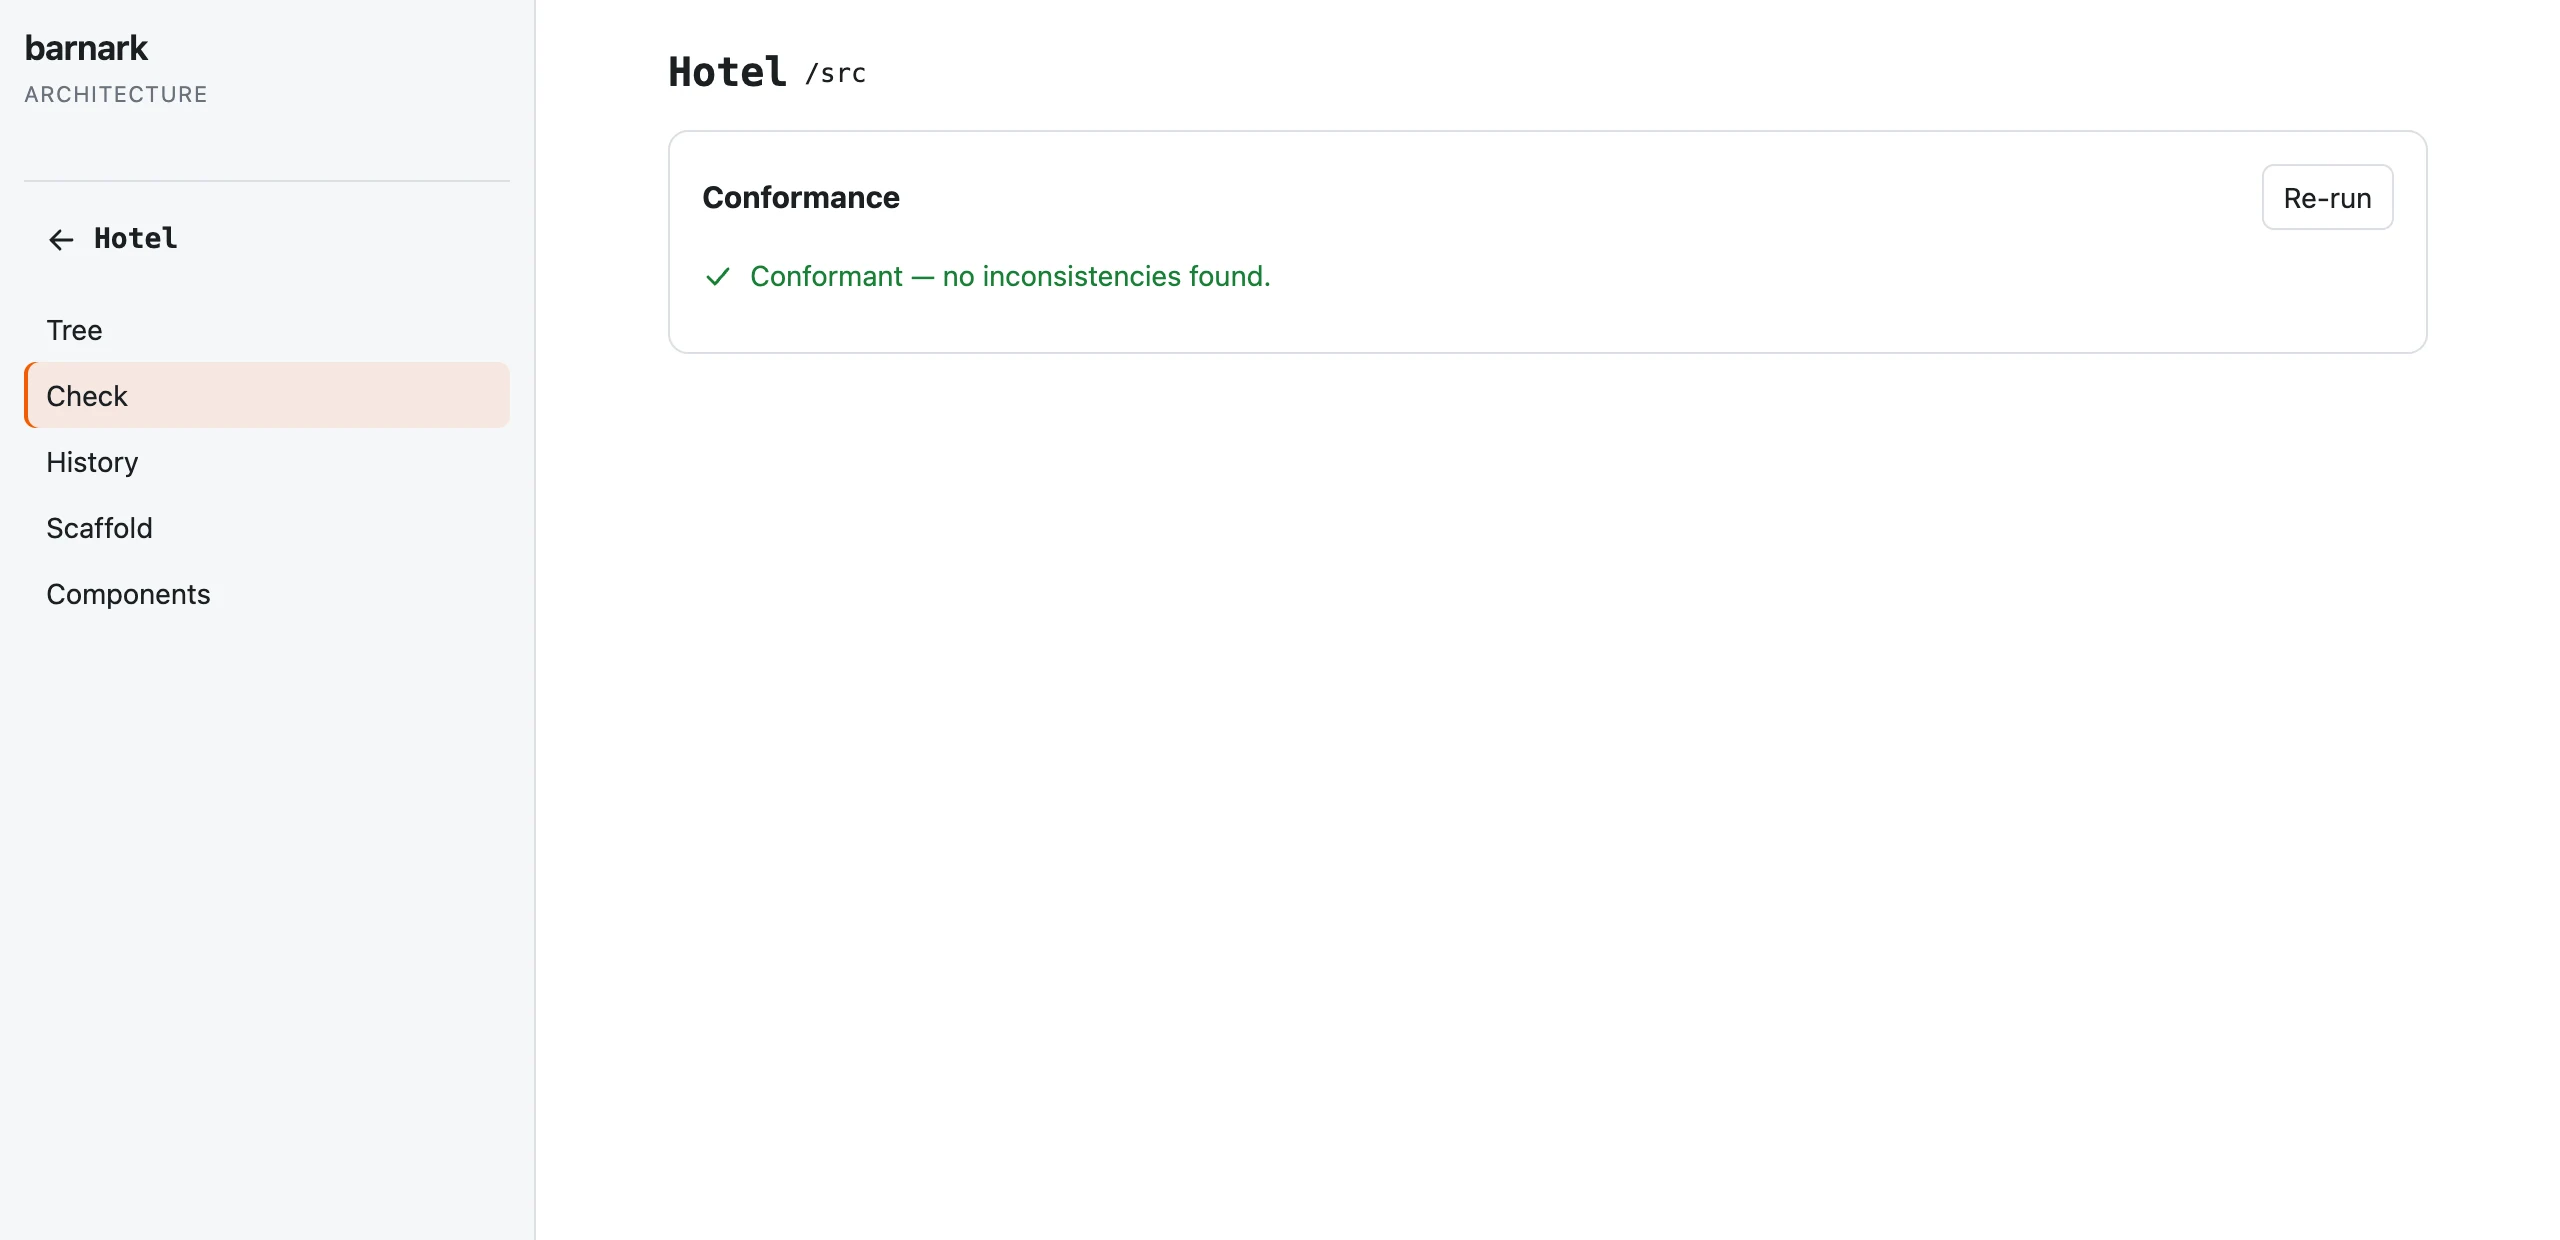 barnark
ARCHITECTURE
← Hotel
Tree
Check
History
Scaffold
Components
Hotel /src
Conformance
Re-run
✓ Conformant — no inconsistencies found.